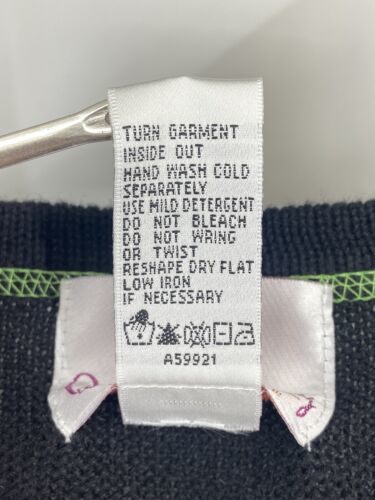 TURN GARMENT
INSIDE OUT
HAND WASH COLD
SEPARATELY
USE MILD DETERGENT
DO NOT BLEACH
DO NOT WRING
OR TWIST
RESHAPE DRY FLAT
LOW IRON
IF NECESSARY
A59921